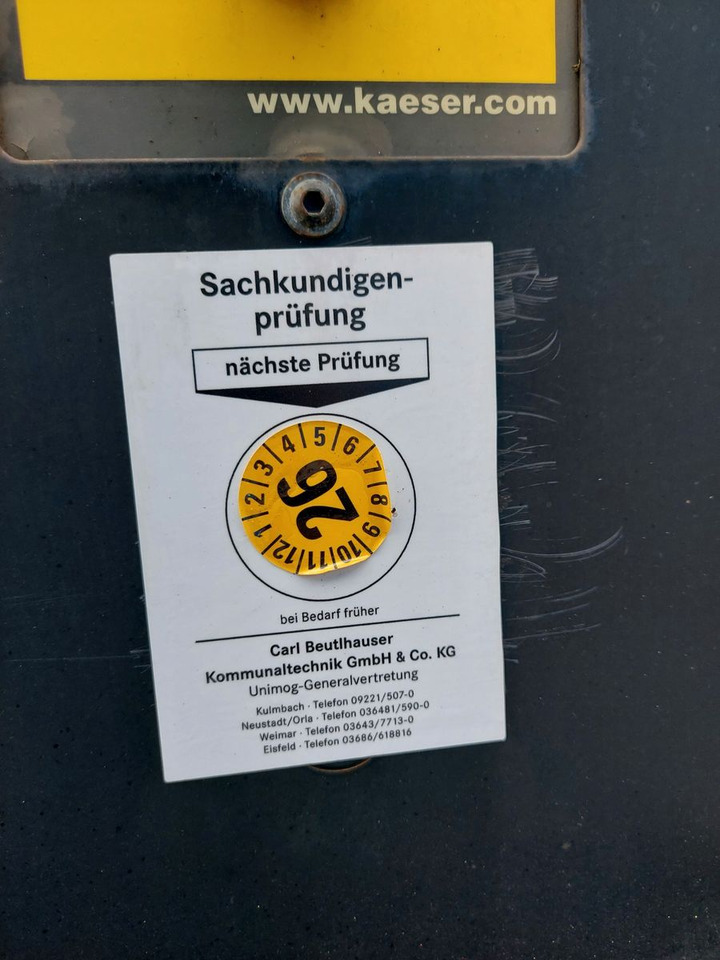 www.kaeser.com
Sachkundigen-
prüfung
nächste Prüfung
1 2 3 4 5 6 7 8 9 10 11 12
26
bei Bedarf früher
Carl Beutlhauser
Kommunaltechnik GmbH & Co. KG
Unimog-Generalvertretung
Kulmbach · Telefon 09221/507-0
Neustadt/Orla · Telefon 036481/590-0
Weimar · Telefon 03643/7713-0
Eisfeld · Telefon 03686/618816